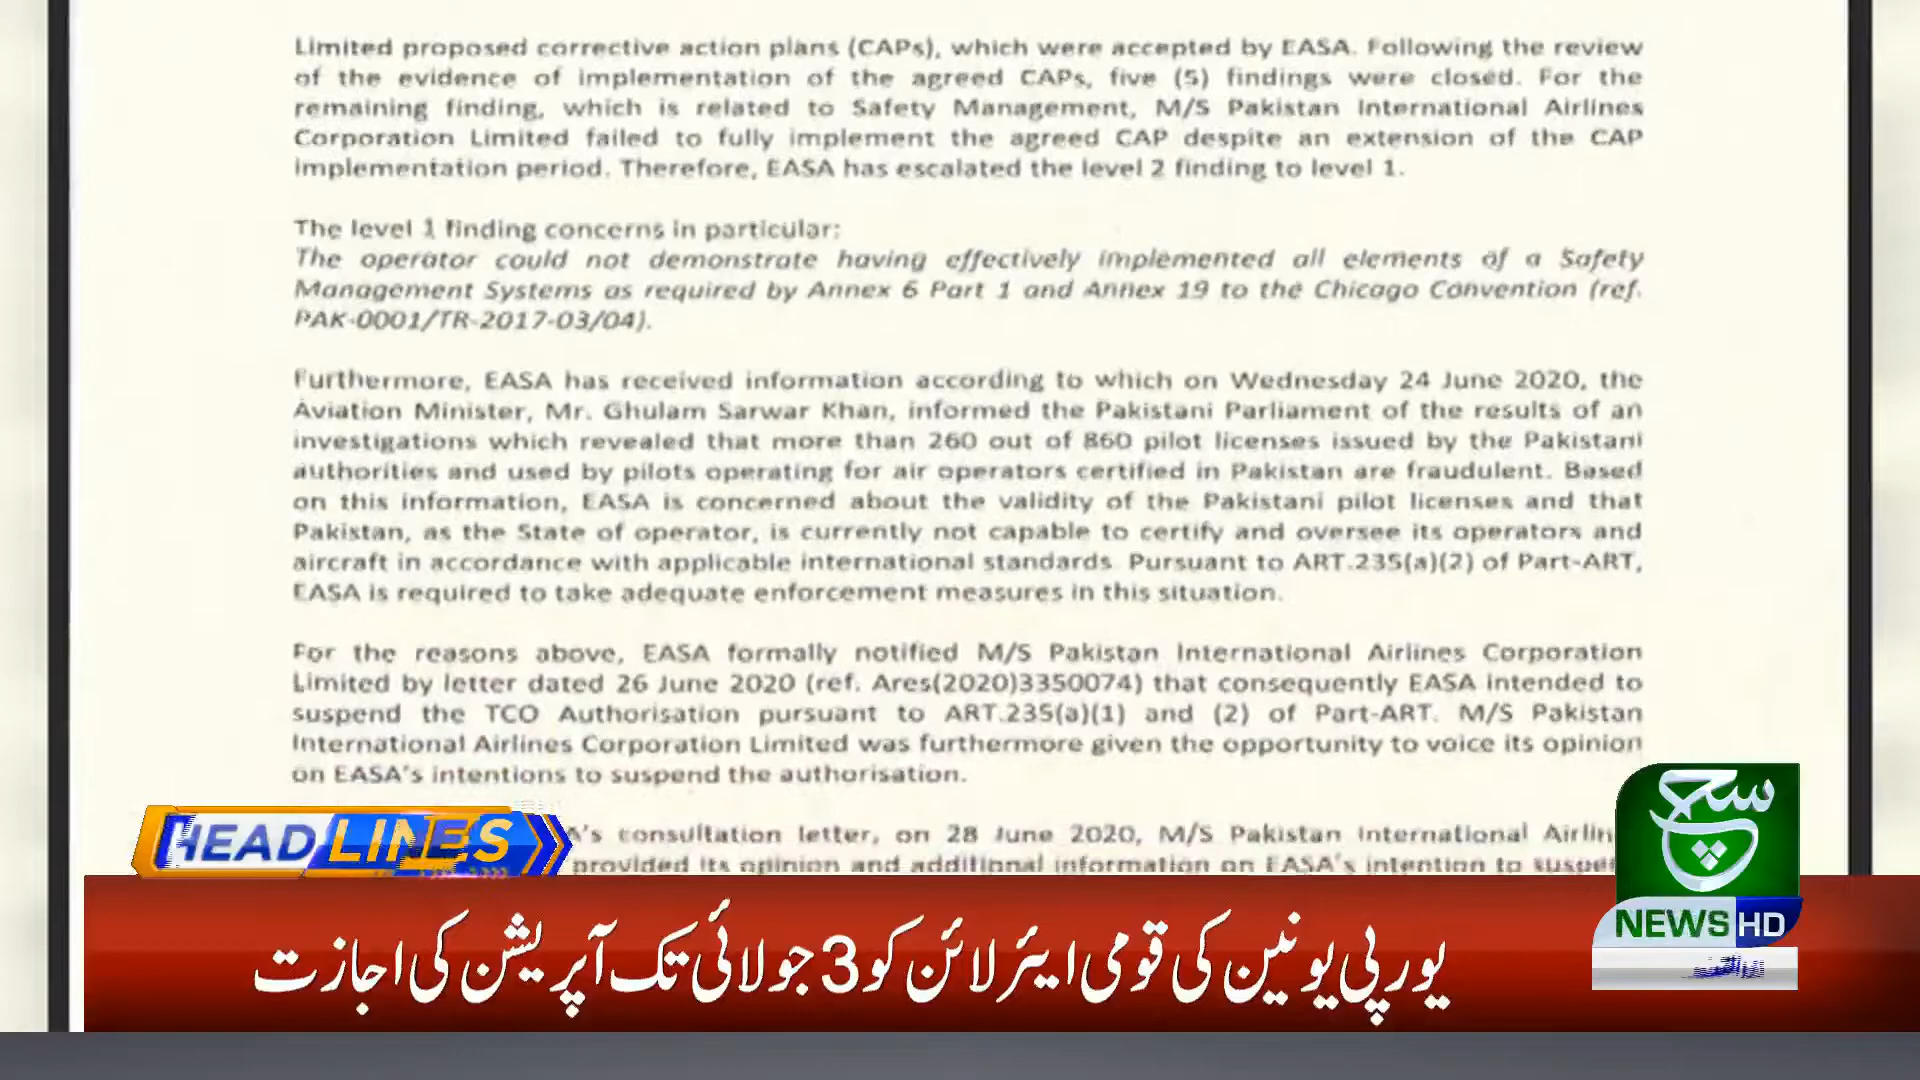 Limited proposed corrective action plans (CAPs), which were accepted by EASA. Following the review
of the evidence of implementation of the agreed CAPs, five (5) findings were closed. For the
remaining finding, which is related to Safety Management, M/S Pakistan International Airlines
Corporation Limited failed to fully implement the agreed CAP despite an extension of the CAP
implementation period. Therefore, EASA has escalated the level 2 finding to level 1.
The level 1 finding concerns in particular:
The operator could not demonstrate having effectively implemented all elements of a Safety
Management Systems as required by Annex 6 Part 1 and Annex 19 to the Chicago Convention (ref.
PAK-0001/TR-2017-03/04).
Furthermore, EASA has received information according to which on Wednesday 24 June 2020, the
Aviation Minister, Mr. Ghulam Sarwar Khan, informed the Pakistani Parliament of the results of an
investigations which revealed that more than 260 out of 860 pilot licenses issued by the Pakistani
authorities and used by pilots operating for air operators certified in Pakistan are fraudulent. Based
on this information, EASA is concerned about the validity of the Pakistani pilot licenses and that
Pakistan, as the State of operator, is currently not capable to certify and oversee its operators and
aircraft in accordance with applicable international standards. Pursuant to ART.235(a)(2) of Part-ART,
EASA is required to take adequate enforcement measures in this situation.
For the reasons above, EASA formally notified M/S Pakistan International Airlines Corporation
Limited by letter dated 26 June 2020 (ref. Ares(2020)3350074) that consequently EASA intended to
suspend the TCO Authorisation pursuant to ART.235(a)(1) and (2) of Part-ART. M/S Pakistan
International Airlines Corporation Limited was furthermore given the opportunity to voice its opinion
on EASA's intentions to suspend the authorisation.
's consultation letter, on 28 June 2020, M/S Pakistan International
provided its opinion and additional information on EASA's intention to
HEADLINES
سچ
NEWS HD
یورپی یونین کی قومی ایئرلائن کو 3 جولائی تک آپریشن کی اجازت